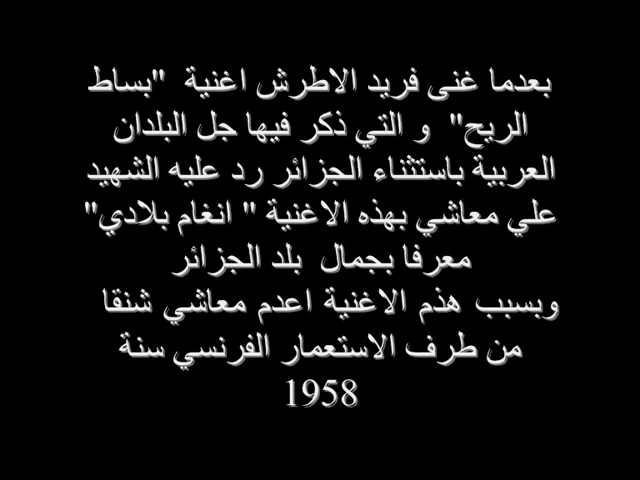 بعدما غنى فريد الاطرش اغنية "بساط
الريح" و التي ذكر فيها جل البلدان
العربية باستثناء الجزائر رد عليه الشهيد
علي معاشي بهذه الاغنية " انغام بلادي"
معرفا بجمال بلد الجزائر
وبسبب هذم الاغنية اعدم معاشي شنقا
من طرف الاستعمار الفرنسي سنة
1958